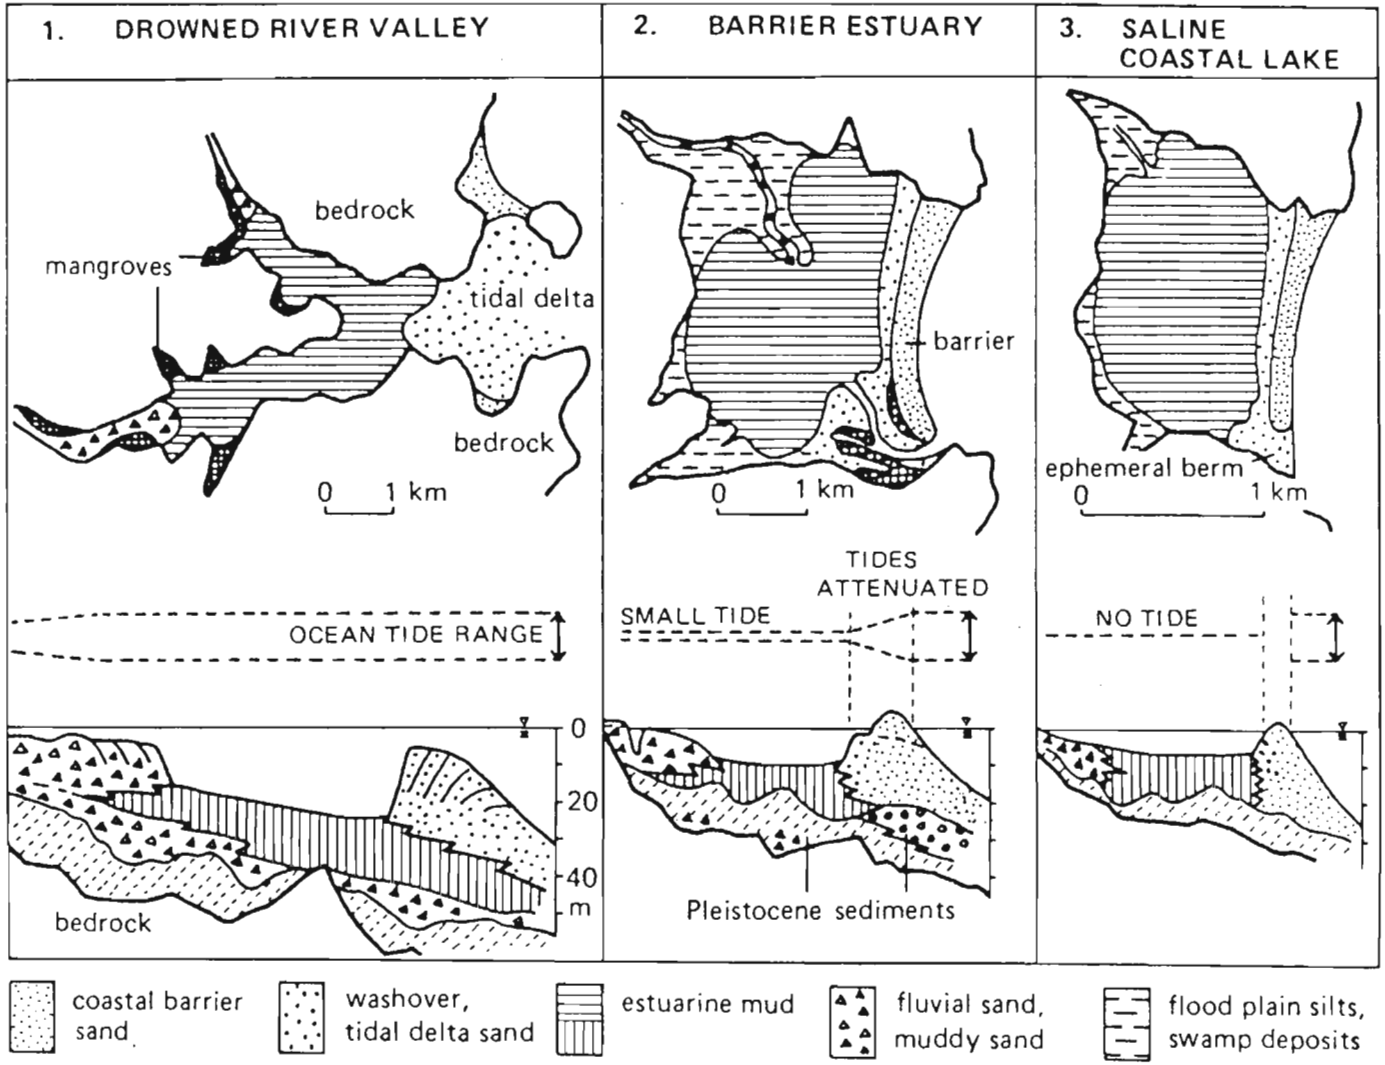 1. DROWNED RIVER VALLEY
bedrock
mangroves
tidal delta
bedrock
0 1 km
OCEAN TIDE RANGE
0
20
40
m
bedrock
2. BARRIER ESTUARY
barrier
0 1 km
TIDES
ATTENUATED
SMALL TIDE
Pleistocene sediments
3. SALINE
COASTAL LAKE
ephemeral berm
0 1 km
NO TIDE
coastal barrier
sand
washover,
tidal delta sand
estuarine mud
fluvial sand,
muddy sand
flood plain silts,
swamp deposits